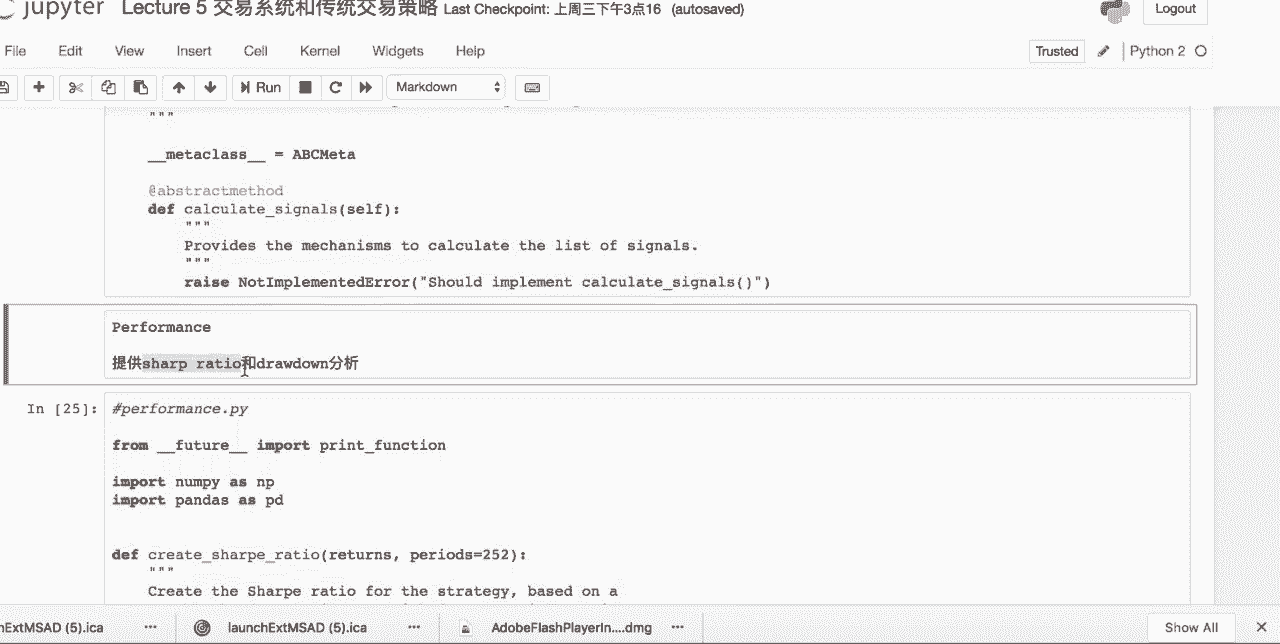 jupyter Lecture 5 交易系统和传统交易策略 Last Checkpoint: 上周三下午3点16 (autosaved)
Logout
File Edit View Insert Cell Kernel Widgets Help
Trusted Python 2
Run Markdown
"""
__metaclass__ = ABCMeta
@abstractmethod
def calculate_signals(self):
"""
Provides the mechanisms to calculate the list of signals.
"""
raise NotImplementedError("Should implement calculate_signals()")
Performance
提供sharp ratio和drawdown分析
In [25]:
#performance.py
from __future__ import print_function
import numpy as np
import pandas as pd
def create_sharpe_ratio(returns, periods=252):
"""
Create the Sharpe ratio for the strategy, based on a
nchExtMSAD (5).ica launchExtMSAD (5).ica AdobeFlashPlayerIn....dmg Show All